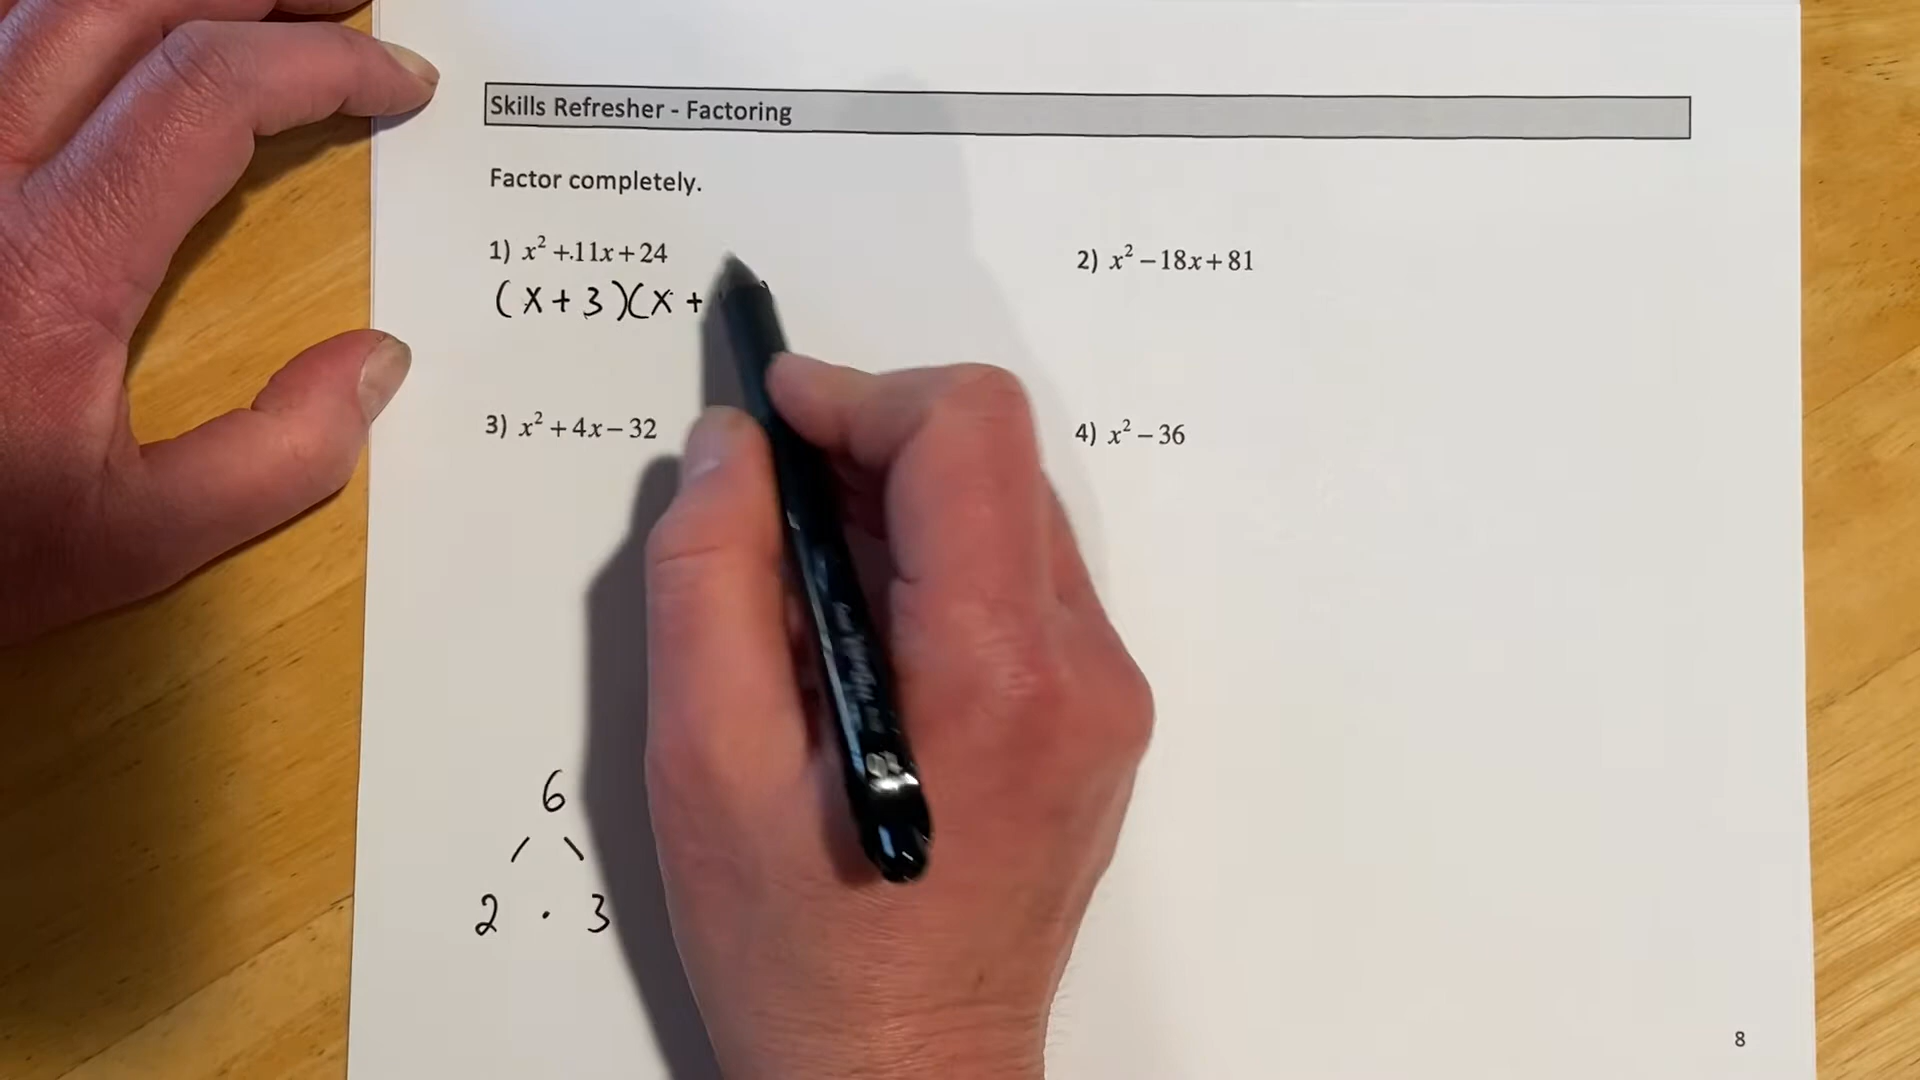 Skills Refresher - Factoring
Factor completely.
1) x² + 11x + 24
(x + 3)(x +
2) x² − 18x + 81
3) x² + 4x − 32
4) x² − 36
6
/ \
2 · 3
8